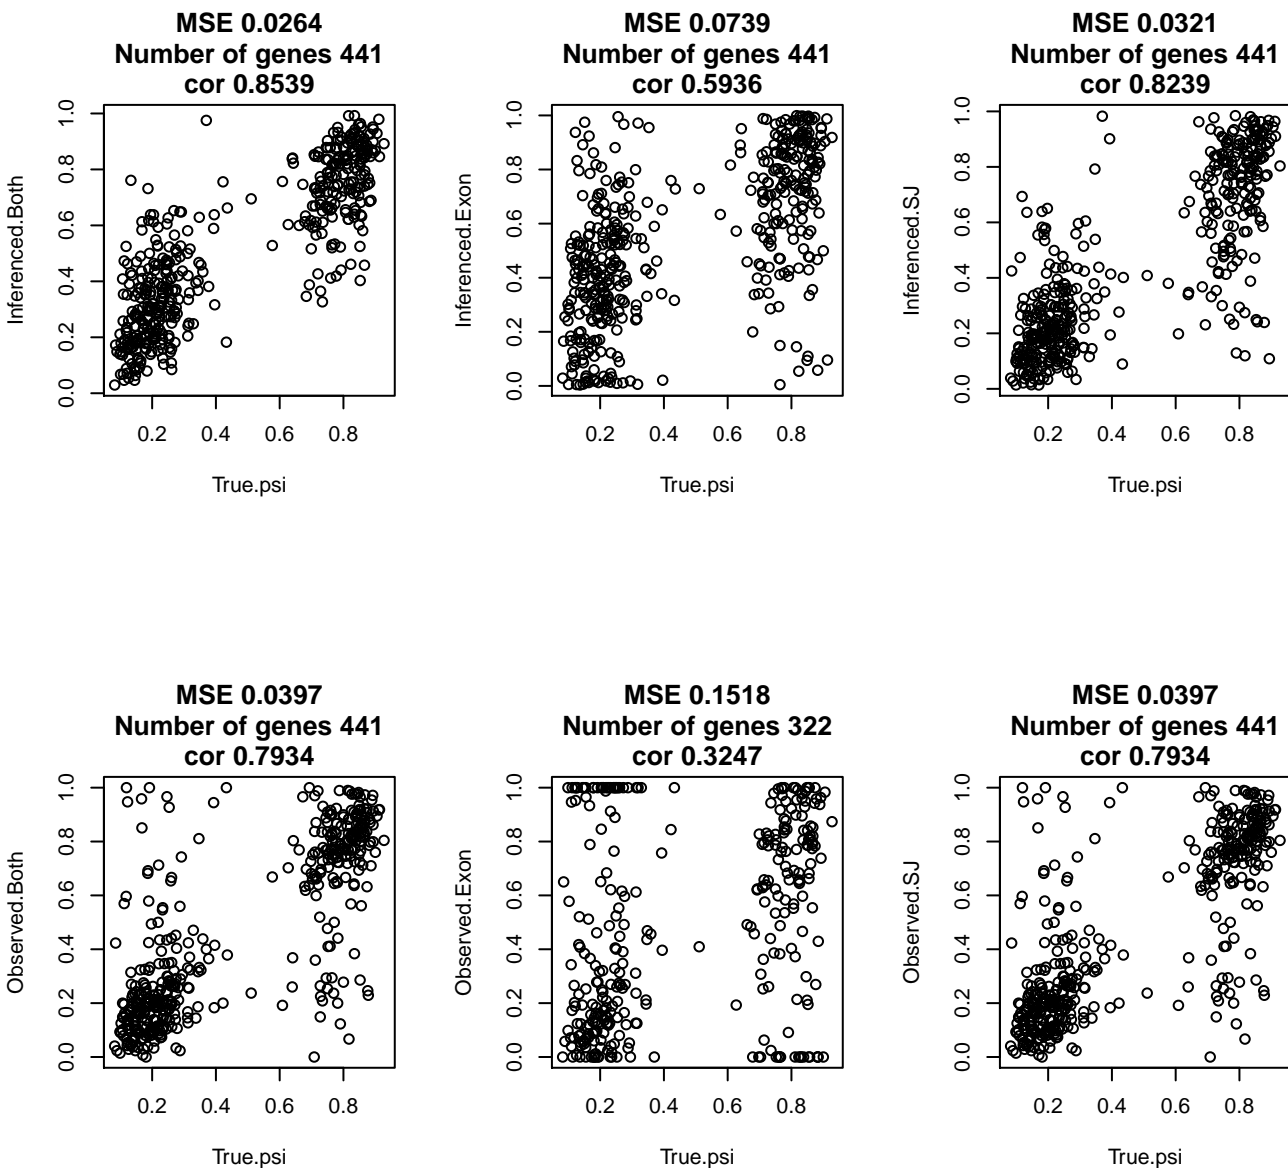 MSE 0.0264
Number of genes 441
cor 0.8539
Inferenced.Both
0.0 0.2 0.4 0.6 0.8 1.0
0.2 0.4 0.6 0.8
True.psi
MSE 0.0739
Number of genes 441
cor 0.5936
Inferenced.Exon
0.0 0.2 0.4 0.6 0.8 1.0
0.2 0.4 0.6 0.8
True.psi
MSE 0.0321
Number of genes 441
cor 0.8239
Inferenced.SJ
0.0 0.2 0.4 0.6 0.8 1.0
0.2 0.4 0.6 0.8
True.psi
MSE 0.0397
Number of genes 441
cor 0.7934
Observed.Both
0.0 0.2 0.4 0.6 0.8 1.0
0.2 0.4 0.6 0.8
True.psi
MSE 0.1518
Number of genes 322
cor 0.3247
Observed.Exon
0.0 0.2 0.4 0.6 0.8 1.0
0.2 0.4 0.6 0.8
True.psi
MSE 0.0397
Number of genes 441
cor 0.7934
Observed.SJ
0.0 0.2 0.4 0.6 0.8 1.0
0.2 0.4 0.6 0.8
True.psi